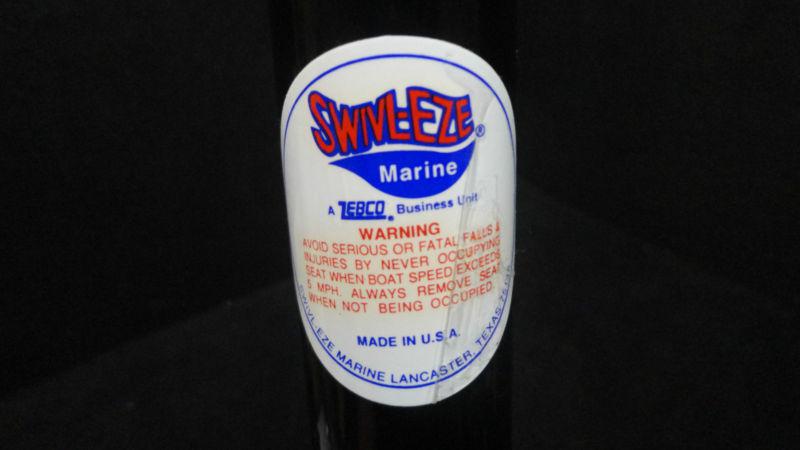 SWIVL-EZE®
Marine
A ZEBCO® Business Unit
WARNING
AVOID SERIOUS OR FATAL FALLS &
INJURIES BY NEVER OCCUPYING
SEAT WHEN BOAT SPEED EXCEEDS
5 MPH. ALWAYS REMOVE SEAT
WHEN NOT BEING OCCUPIED.
MADE IN U.S.A.
SWIVL-EZE MARINE LANCASTER, TEXAS